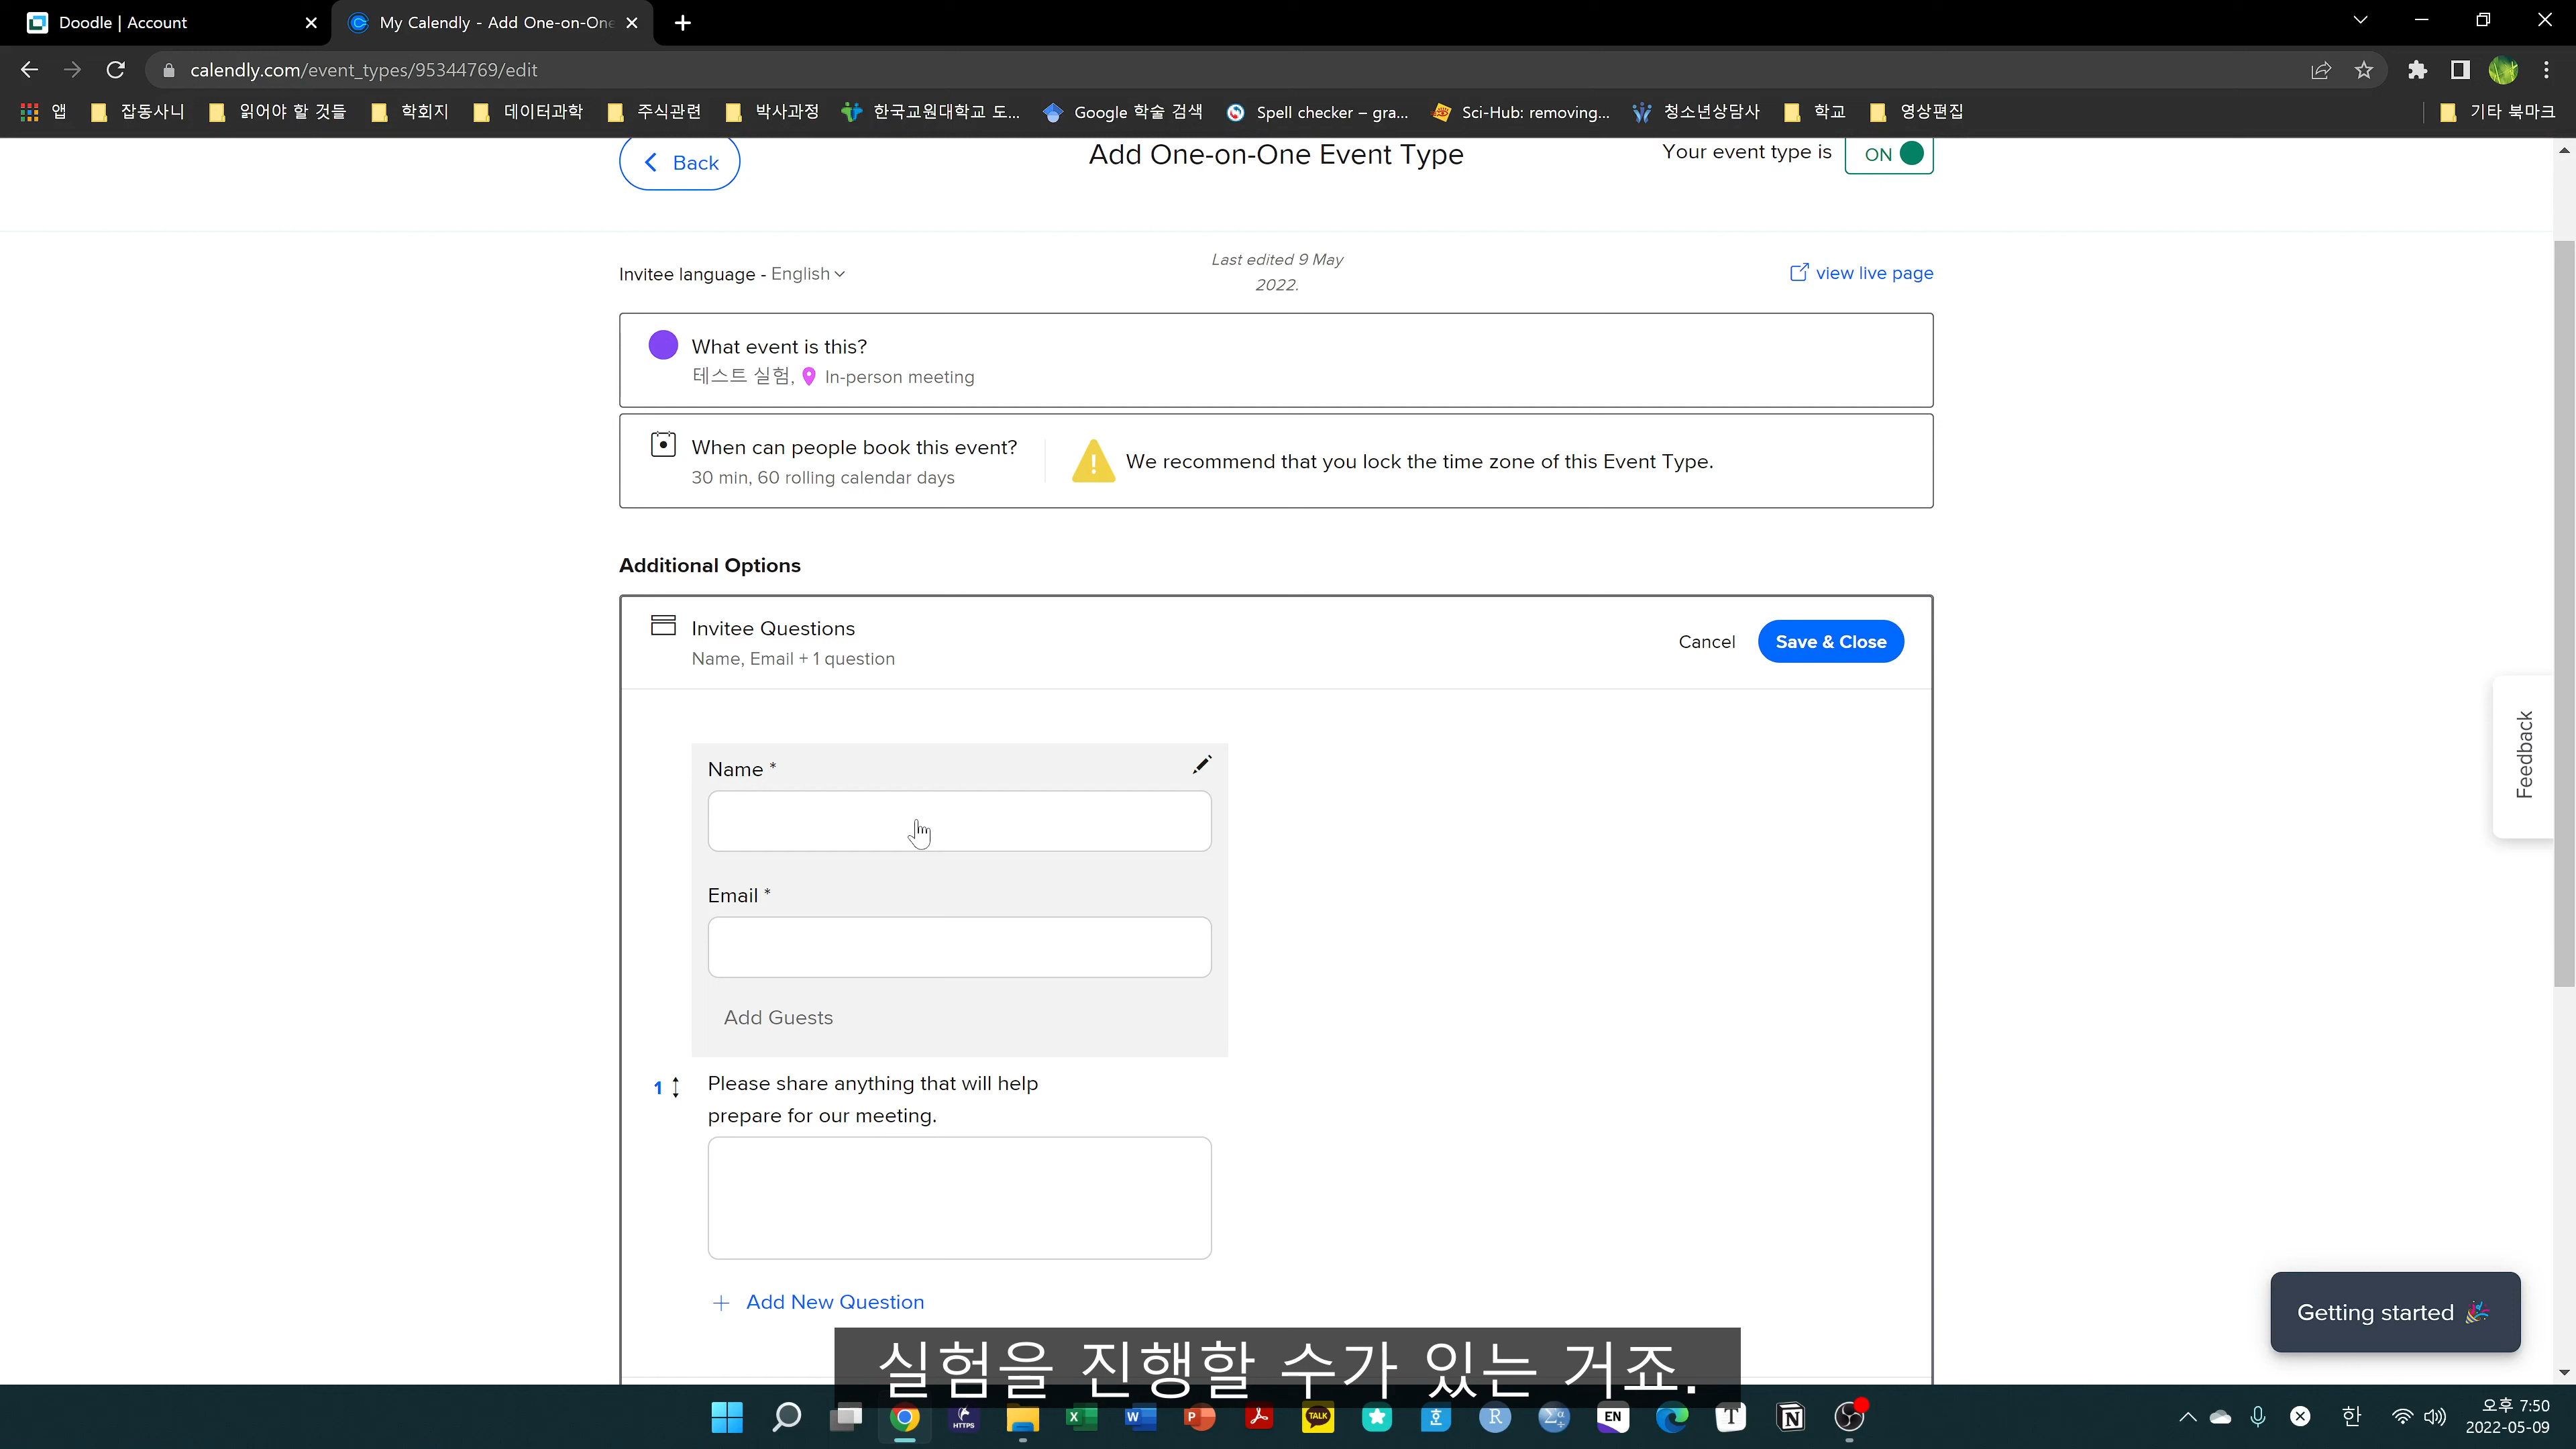 Doodle | Account
My Calendly - Add One-on-One
calendly.com/event_types/95344769/edit
앱
잡동사니
읽어야 할 것들
학회지
데이터과학
주식관련
박사과정
한국교원대학교 도...
Google 학술 검색
Spell checker – gra...
Sci-Hub: removing...
청소년상담사
학교
영상편집
기타 북마크
Back
Add One-on-One Event Type
Your event type is
ON
Invitee language - English
Last edited 9 May
2022.
view live page
What event is this?
테스트 실험, In-person meeting
When can people book this event?
30 min, 60 rolling calendar days
We recommend that you lock the time zone of this Event Type.
Additional Options
Invitee Questions
Name, Email + 1 question
Cancel
Save & Close
Name *
Email *
Add Guests
1
Please share anything that will help
prepare for our meeting.
+ Add New Question
Feedback
Getting started
실험을 진행할 수가 있는 거죠.
HTTPS
TALK
EN
한
오후 7:50
2022-05-09